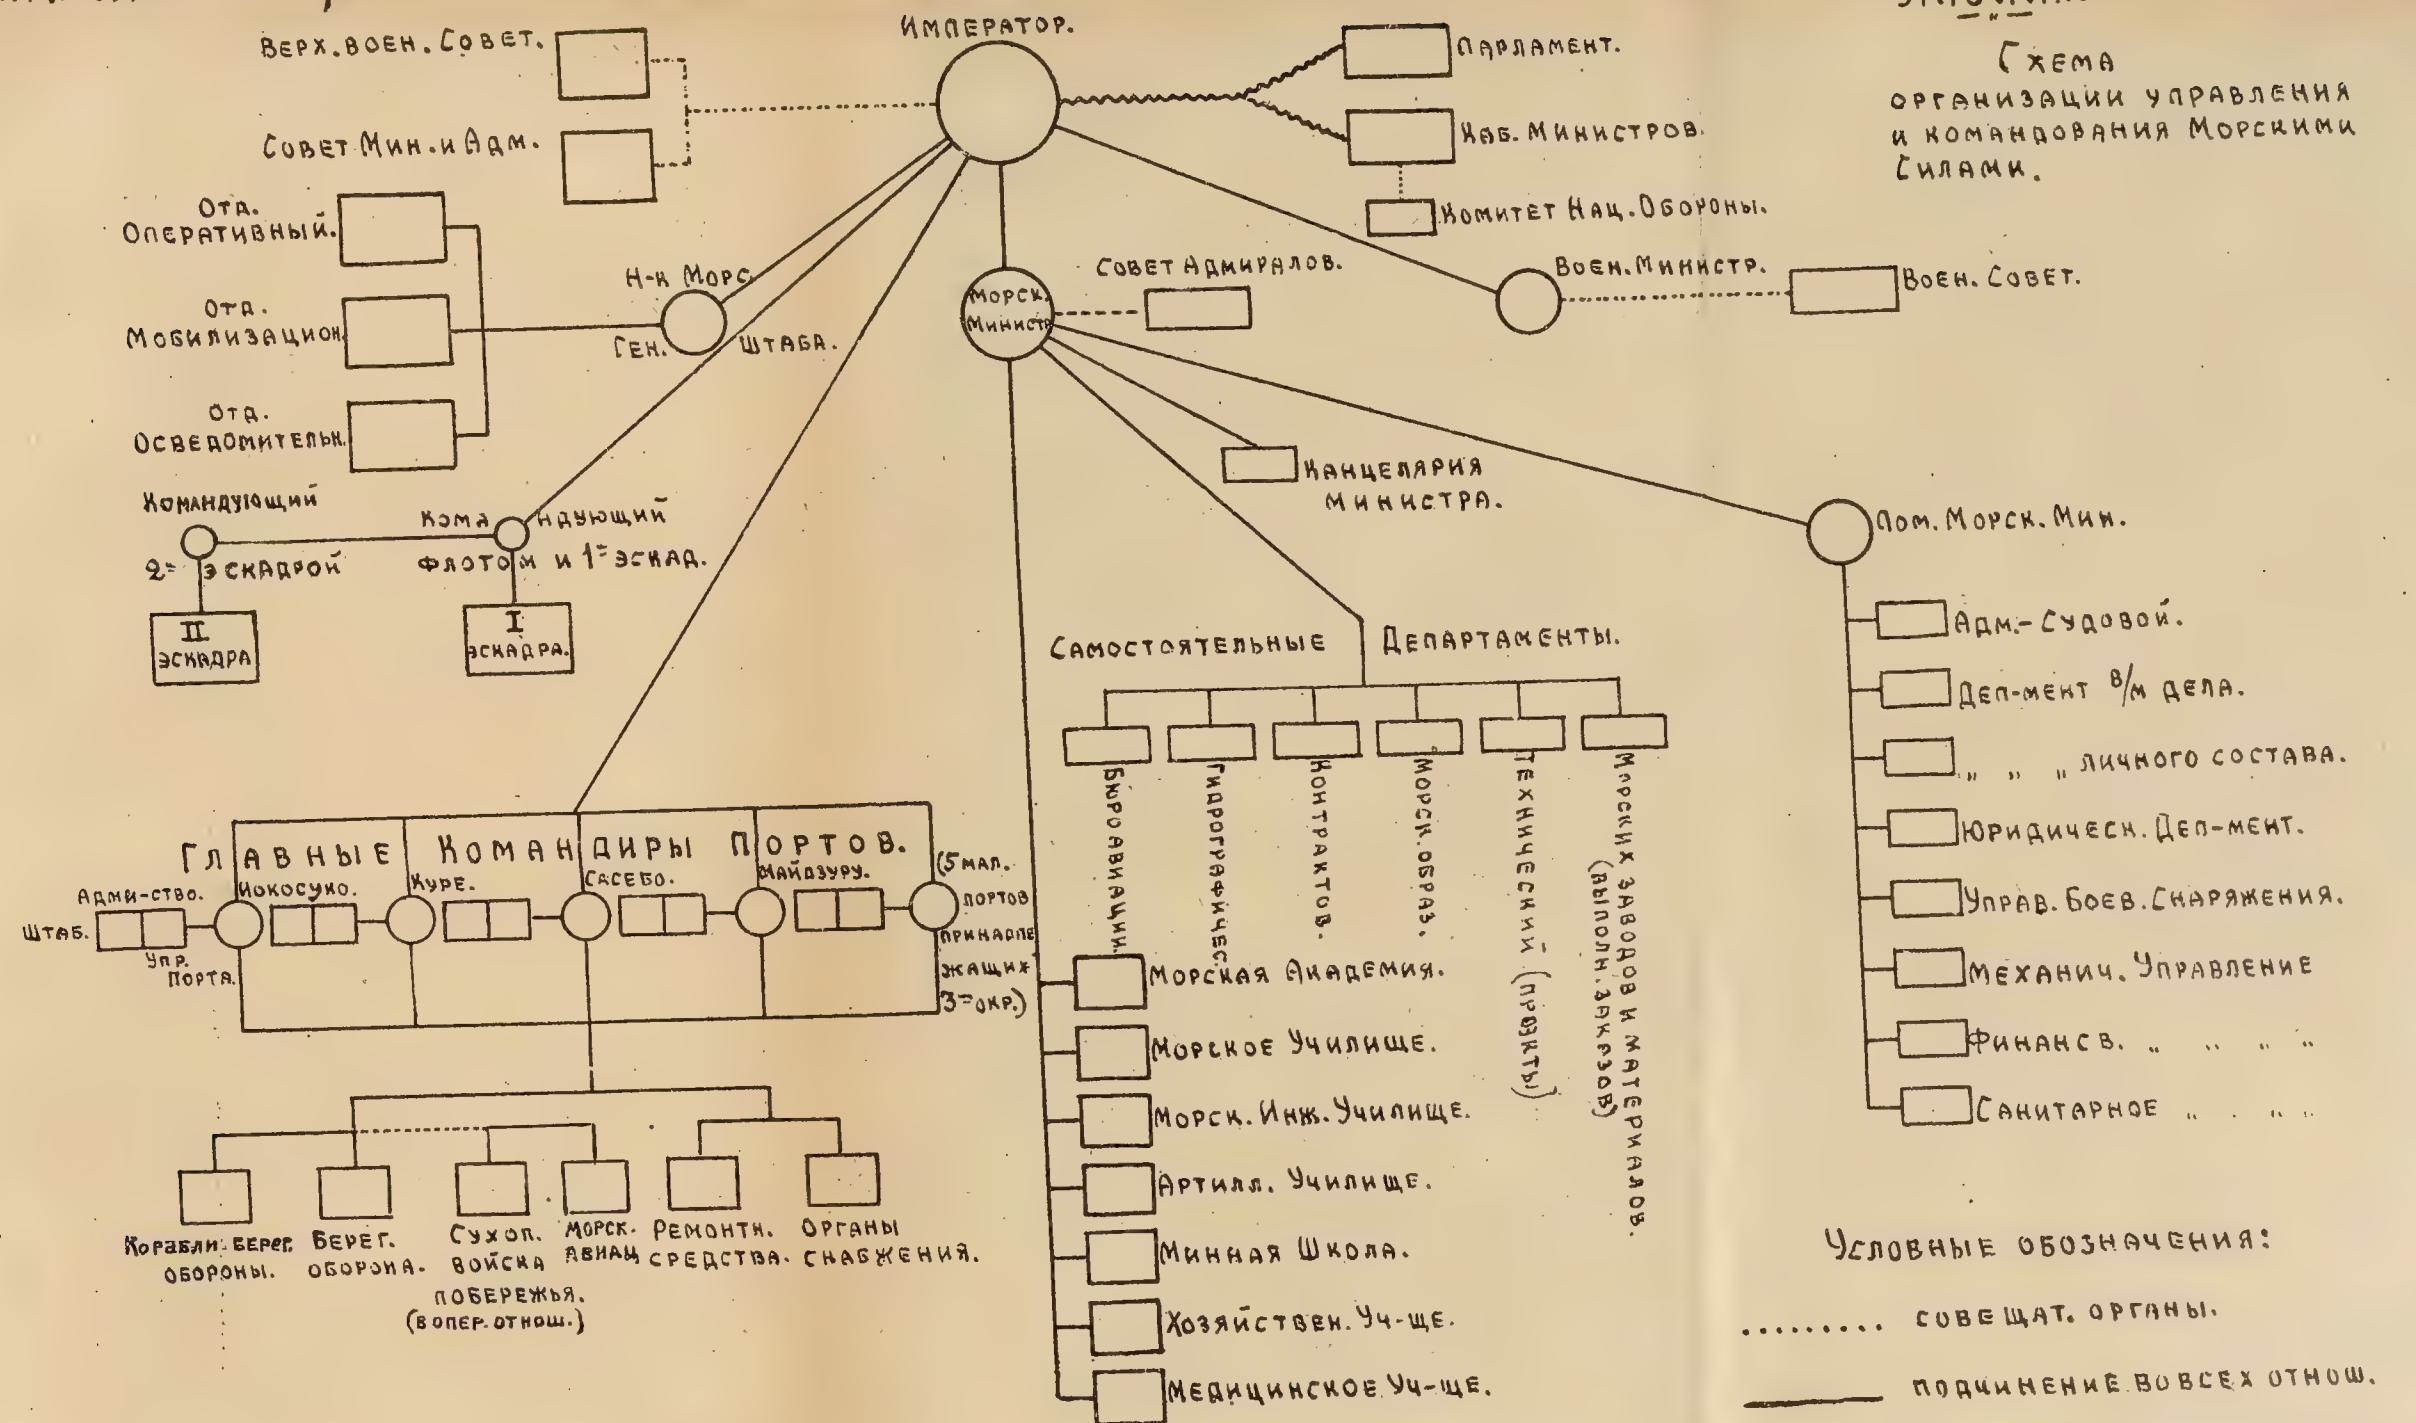 ИМПЕРАТОР.
ВЕРХ. ВОЕН. СОВЕТ.
СОВЕТ МИН. И АДМ.
ПАРЛАМЕНТ.
КАБ. МИНИСТРОВ.
КОМИТЕТ НАЦ. ОБОРОНЫ.
СХЕМА
ОРГАНИЗАЦИИ УПРАВЛЕНИЯ
И КОМАНДОВАНИЯ МОРСКИМИ
СИЛАМИ.
ОТД.
ОПЕРАТИВНЫЙ.
ОТД.
МОБИЛИЗАЦИОН.
ОТД.
ОСВЕДОМИТЕЛЬН.
Н-К МОРС.
ГЕН. ШТАБА.
МОРСК.
МИНИСТР
СОВЕТ АДМИРАЛОВ.
ВОЕН. МИНИСТР.
ВОЕН. СОВЕТ.
КАНЦЕЛЯРИЯ
МИНИСТРА.
КОМАНДУЮЩИЙ
2= ЭСКАДРОЙ
КОМАНДУЮЩИЙ
ФЛОТОМ И 1= ЭСКАД.
II
ЭСКАДРА
I
ЭСКАДРА.
ПОМ. МОРСК. МИН.
АДМ.-СУДОВОЙ.
ДЕП-МЕНТ В/М ДЕЛА.
„ „ „ ЛИЧНОГО СОСТАВА.
ЮРИДИЧЕСК. ДЕП-МЕНТ.
УПРАВ. БОЕВ. СНАРЯЖЕНИЯ.
МЕХАНИЧ. УПРАВЛЕНИЕ
ФИНАНСВ. „ „ „ „
САНИТАРНОЕ „ „ „ „
САМОСТОЯТЕЛЬНЫЕ ДЕПАРТАМЕНТЫ.
БЮРО АВИАЦИИ.
ГИДРОГРАФИЧЕС.
КОНТРАКТОВ.
МОРСК. ОБРАЗ.
ТЕХНИЧЕСКИЙ (ПРОЭКТЫ)
МОРСКИХ ЗАВОДОВ И МАТЕРИАЛОВ.
(ВЫПОЛН. ЗАКАЗОВ)
ГЛАВНЫЕ КОМАНДИРЫ ПОРТОВ.
АДМИ-СТВО.
ШТАБ.
УПР.
ПОРТА.
ИОКОСУКО.
КУРЕ.
САСЕБО.
МАЙДЗУРУ.
(5 МАЛ.
ПОРТОВ
ПРИНАДЛЕ
ЖАЩИХ
3= ОКР.)
КОРАБЛИ БЕРЕГ.
ОБОРОНЫ.
БЕРЕГ.
ОБОРОНА.
СУХОП.
ВОЙСКА
ПОБЕРЕЖЬЯ.
(В ОПЕР. ОТНОШ.)
МОРСК.
АВИАЦ
РЕМОНТН.
СРЕДСТВА.
ОРГАНЫ
СНАБЖЕНИЯ.
МОРСКАЯ АКАДЕМИЯ.
МОРСКОЕ УЧИЛИЩЕ.
МОРСК. ИНЖ. УЧИЛИЩЕ.
АРТИЛЛ. УЧИЛИЩЕ.
МИННАЯ ШКОЛА.
ХОЗЯЙСТВЕН. УЧ-ЩЕ.
МЕДИЦИНСКОЕ УЧ-ЩЕ.
УСЛОВНЫЕ ОБОЗНАЧЕНИЯ:
СОВЕЩАТ. ОРГАНЫ.
ПОДЧИНЕНИЕ ВО ВСЕХ ОТНОШ.